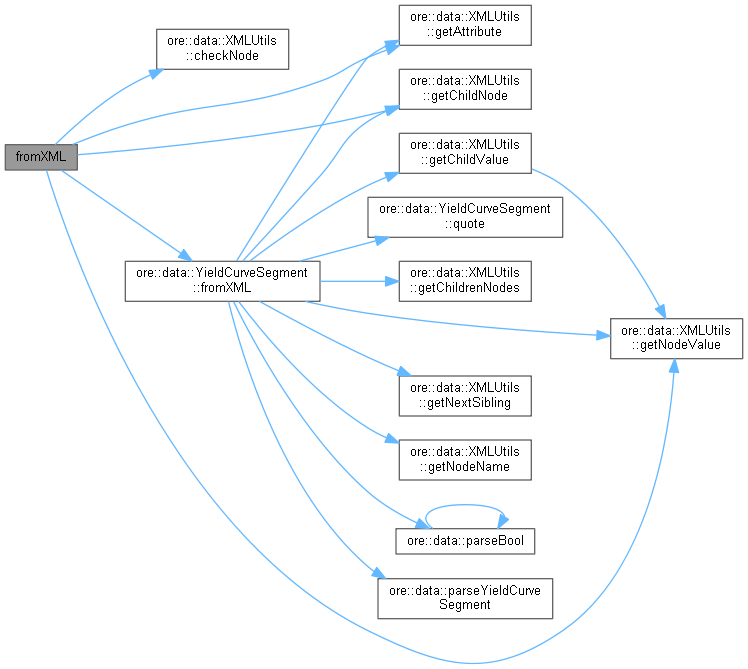 fromXML
ore::data::XMLUtils
::checkNode
ore::data::YieldCurveSegment
::fromXML
ore::data::XMLUtils
::getAttribute
ore::data::XMLUtils
::getChildNode
ore::data::XMLUtils
::getChildValue
ore::data::YieldCurveSegment
::quote
ore::data::XMLUtils
::getChildrenNodes
ore::data::XMLUtils
::getNodeValue
ore::data::XMLUtils
::getNextSibling
ore::data::XMLUtils
::getNodeName
ore::data::parseBool
ore::data::parseYieldCurve
Segment